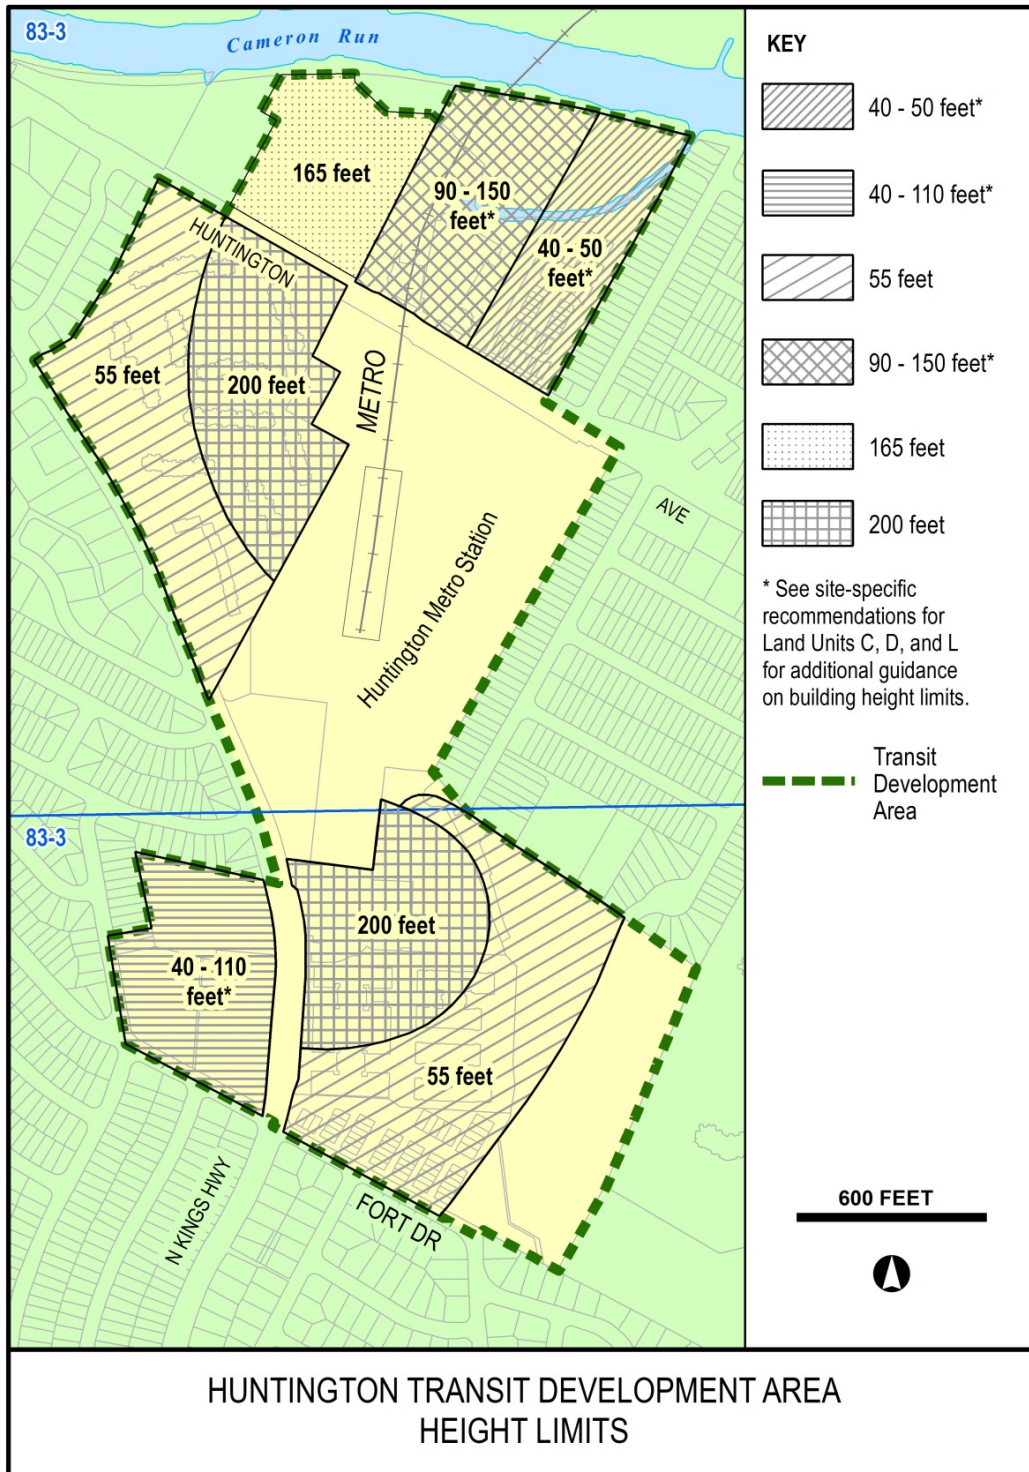 83-3
Cameron Run
165 feet
90 - 150
feet*
40 - 50
feet*
HUNTINGTON
55 feet
200 feet
METRO
AVE
Huntington Metro Station
83-3
200 feet
40 - 110
feet*
55 feet
N KINGS HWY
FORT DR
KEY
40 - 50 feet*
40 - 110 feet*
55 feet
90 - 150 feet*
165 feet
200 feet
* See site-specific
recommendations for
Land Units C, D, and L
for additional guidance
on building height limits.
Transit
Development
Area
600 FEET
HUNTINGTON TRANSIT DEVELOPMENT AREA
HEIGHT LIMITS